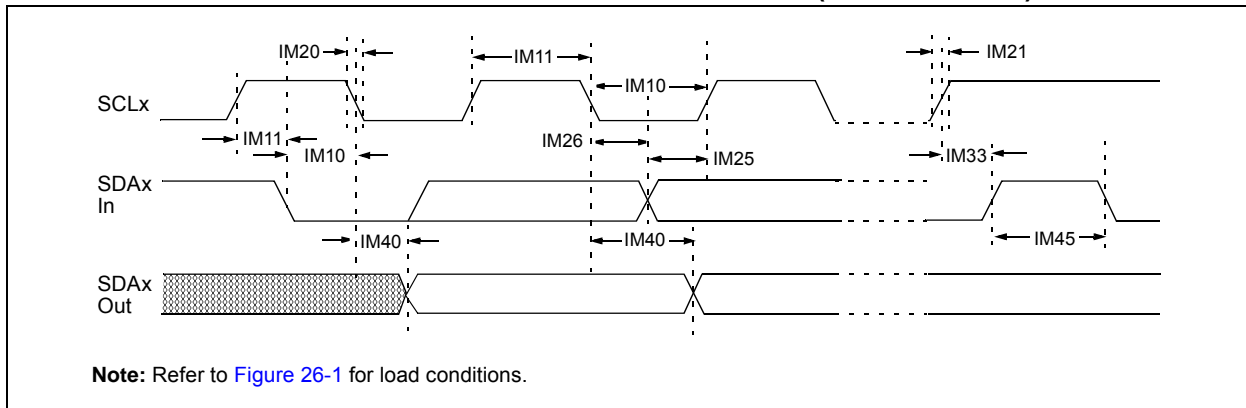 IM20
IM11
IM21
IM10
SCLx
IM11
IM10
IM26
IM25
IM33
SDAx
In
IM40
IM40
IM45
SDAx
Out
Note: Refer to Figure 26-1 for load conditions.